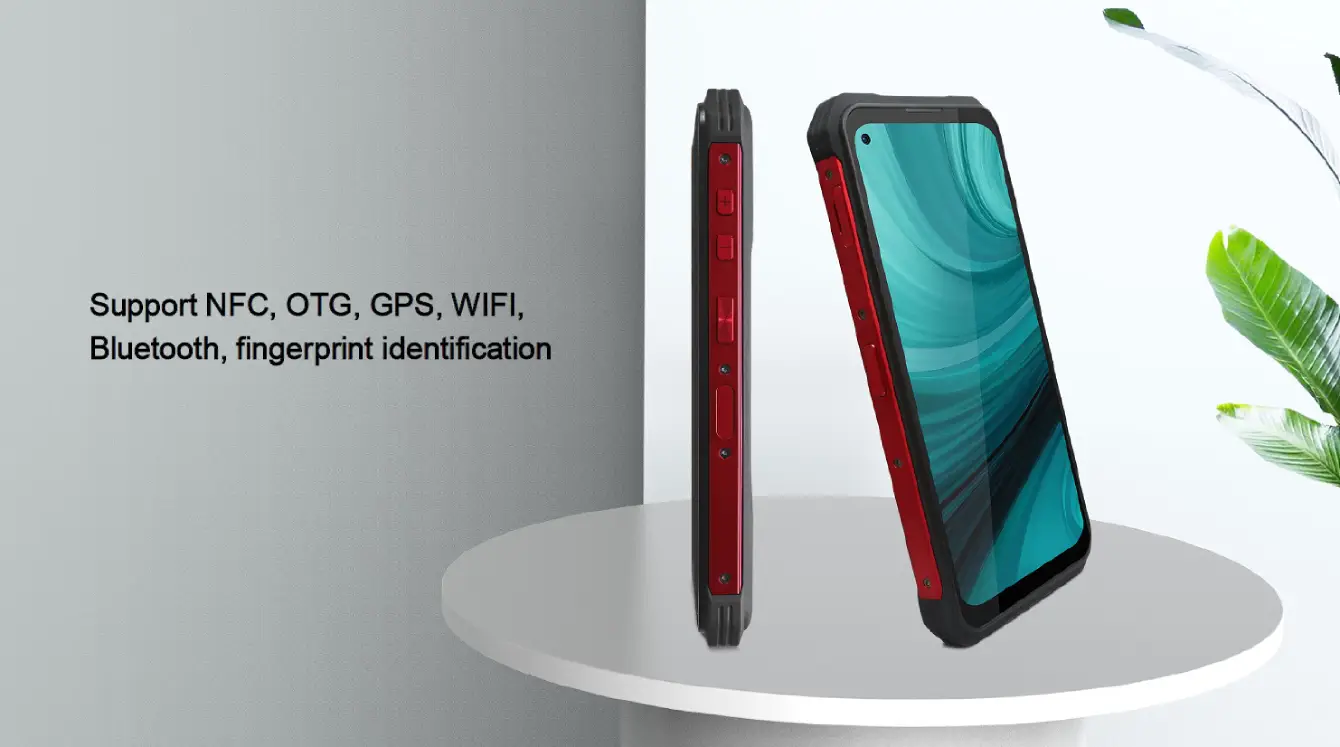 Support NFC, OTG, GPS, WIFI,
Bluetooth, fingerprint identification